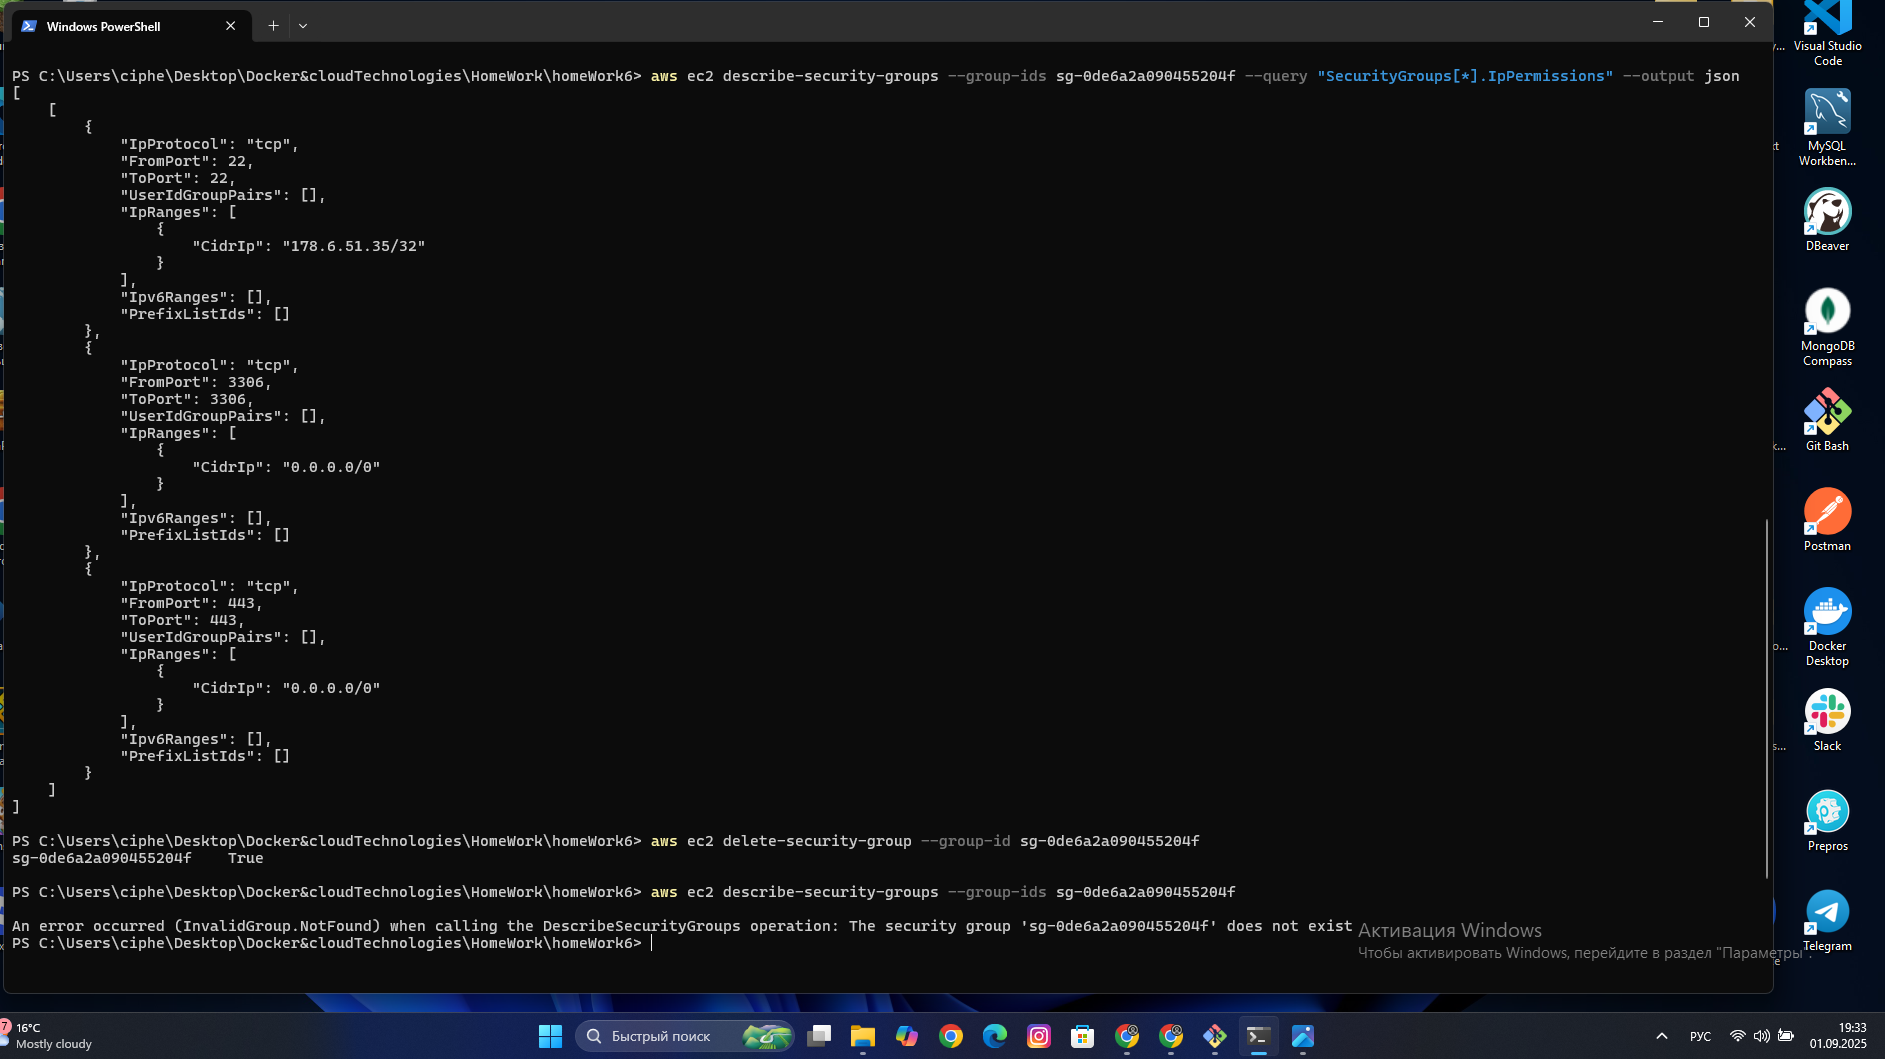 Windows PowerShell
PS C:\Users\ciphe\Desktop\Docker&cloudTechnologies\HomeWork\homeWork6> aws ec2 describe-security-groups --group-ids sg-0de6a2a090455204f --query "SecurityGroups[*].IpPermissions" --output json
[
    [
        {
            "IpProtocol": "tcp",
            "FromPort": 22,
            "ToPort": 22,
            "UserIdGroupPairs": [],
            "IpRanges": [
                {
                    "CidrIp": "178.6.51.35/32"
                }
            ],
            "Ipv6Ranges": [],
            "PrefixListIds": []
        },
        {
            "IpProtocol": "tcp",
            "FromPort": 3306,
            "ToPort": 3306,
            "UserIdGroupPairs": [],
            "IpRanges": [
                {
                    "CidrIp": "0.0.0.0/0"
                }
            ],
            "Ipv6Ranges": [],
            "PrefixListIds": []
        },
        {
            "IpProtocol": "tcp",
            "FromPort": 443,
            "ToPort": 443,
            "UserIdGroupPairs": [],
            "IpRanges": [
                {
                    "CidrIp": "0.0.0.0/0"
                }
            ],
            "Ipv6Ranges": [],
            "PrefixListIds": []
        }
    ]
]
PS C:\Users\ciphe\Desktop\Docker&cloudTechnologies\HomeWork\homeWork6> aws ec2 delete-security-group --group-id sg-0de6a2a090455204f
sg-0de6a2a090455204f    True
PS C:\Users\ciphe\Desktop\Docker&cloudTechnologies\HomeWork\homeWork6> aws ec2 describe-security-groups --group-ids sg-0de6a2a090455204f
An error occurred (InvalidGroup.NotFound) when calling the DescribeSecurityGroups operation: The security group 'sg-0de6a2a090455204f' does not exist
PS C:\Users\ciphe\Desktop\Docker&cloudTechnologies\HomeWork\homeWork6>
Активация Windows
Чтобы активировать Windows, перейдите в раздел "Параметры".
Visual Studio
Code
MySQL
Workben...
DBeaver
MongoDB
Compass
Git Bash
Postman
Docker
Desktop
Slack
Prepros
Telegram
7
16°C
Mostly cloudy
Быстрый поиск
РУС
19:33
01.09.2025